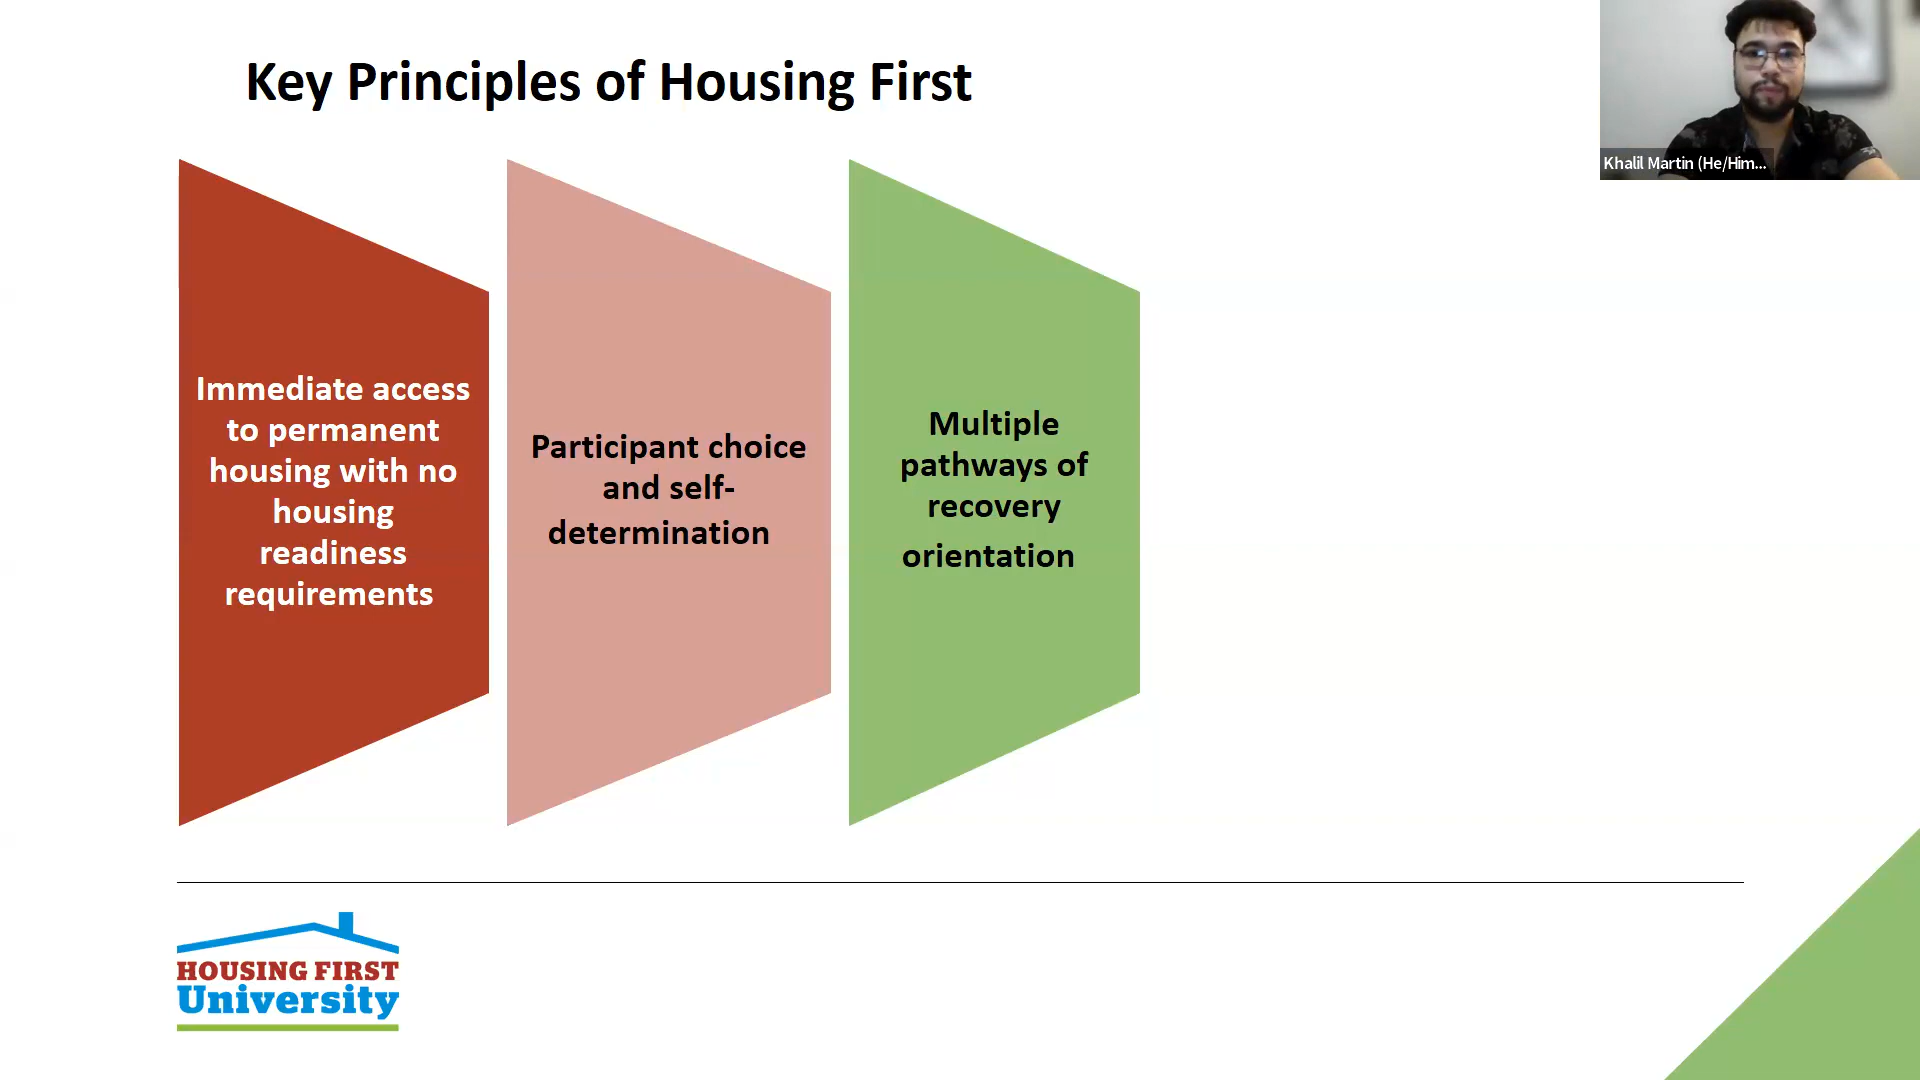 Key Principles of Housing First
Khalil Martin (He/Him...
Immediate access
to permanent
housing with no
housing
readiness
requirements
Participant choice
and self-
determination
Multiple
pathways of
recovery
orientation
HOUSING FIRST
University